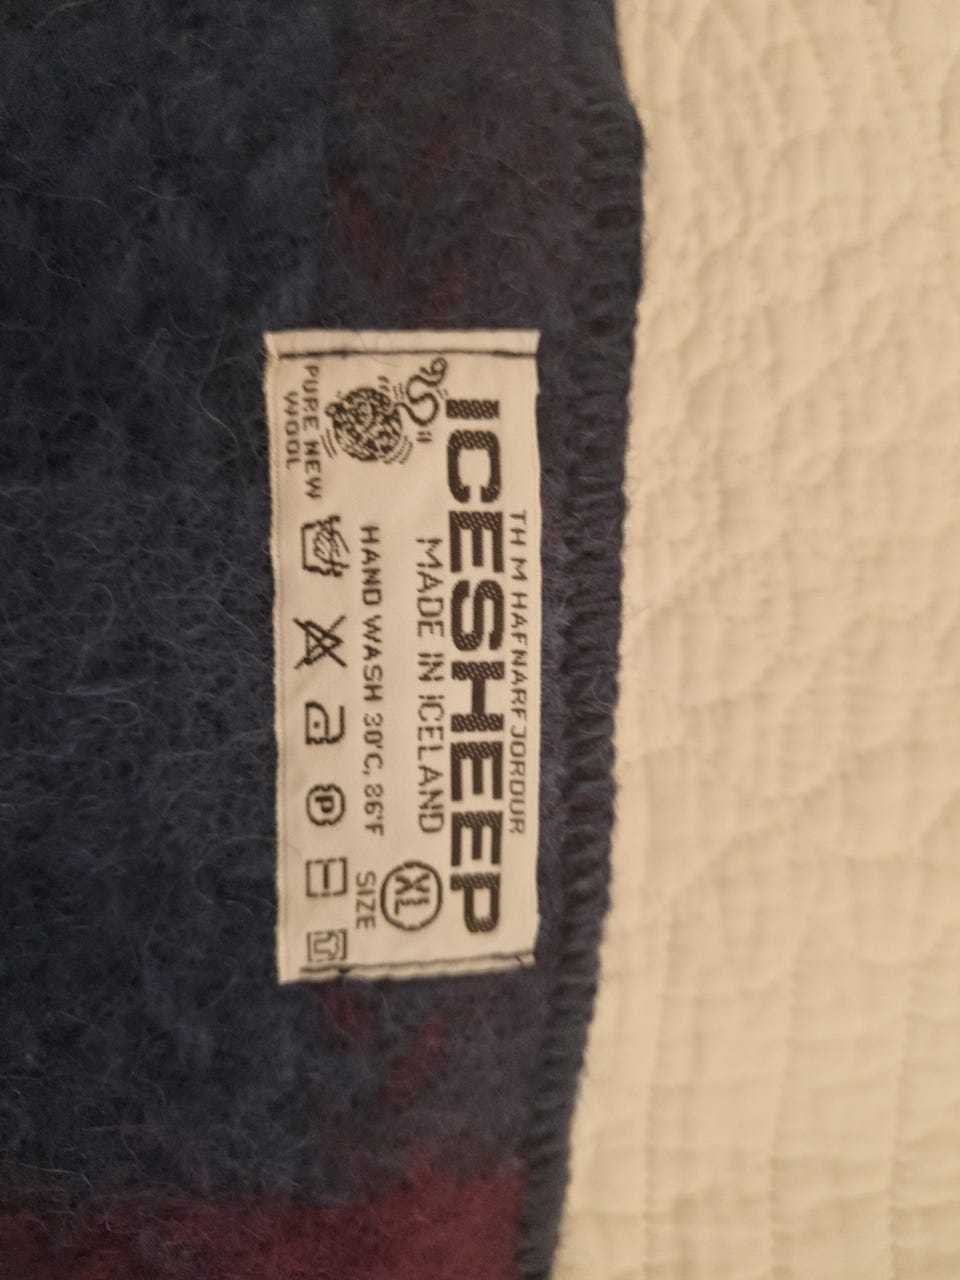 TH M HAFNARFJORDUR
ICESHEEP
MADE IN ICELAND
XL
HAND WASH 30°C, 86°F
SIZE
PURE NEW
WOOL
P